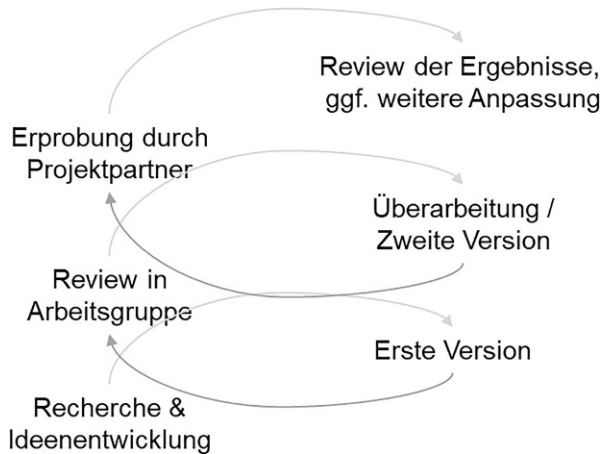 Review der Ergebnisse,
ggf. weitere Anpassung
Erprobung durch
Projektpartner
Überarbeitung /
Zweite Version
Review in
Arbeitsgruppe
Erste Version
Recherche &
Ideenentwicklung